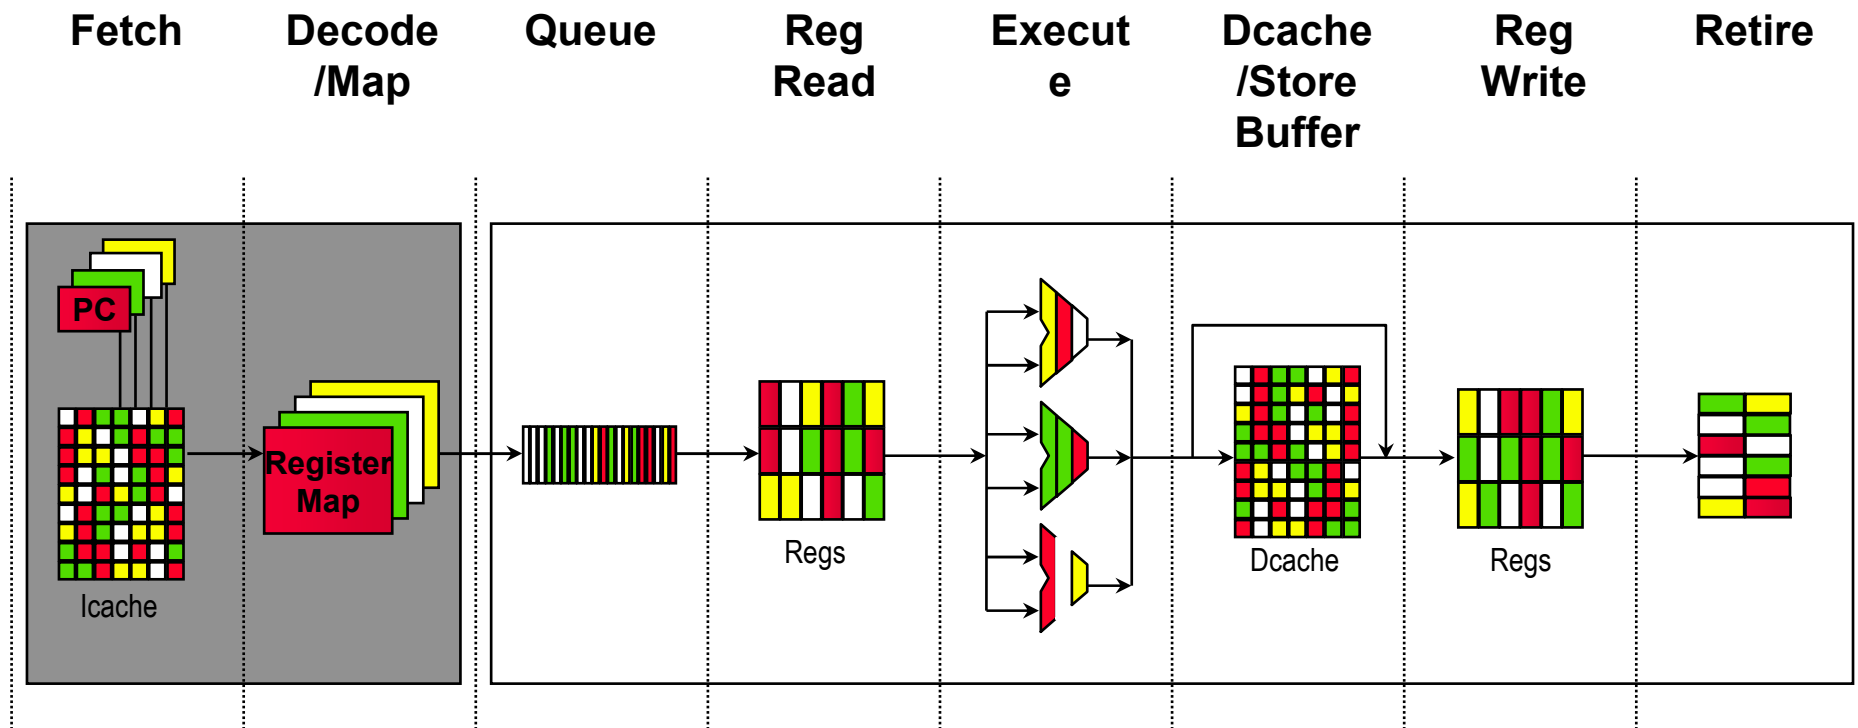 Fetch
Decode
/Map
Queue
Reg
Read
Execut
e
Dcache
/Store
Buffer
Reg
Write
Retire
PC
Register
Map
Icache
Regs
Dcache
Regs